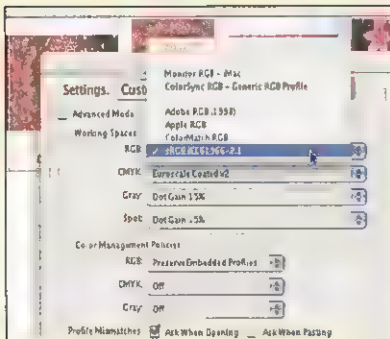 Monitor RGB - iMac
ColorSync RGB - Generic RGB Profile
Settings. Cust
Advanced Mode
Adobe RGB (1998)
Working Spaces
Apple RGB
ColorMatch RGB
RGB ✓ sRGB IEC61966-2.1
CMYK Euroscale Coated v2
Gray Dot Gain 15%
Spot Dot Gain 15%
Color Management Policies
RGB Preserve Embedded Profiles
CMYK Off
Gray Off
Profile Mismatches Ask When Opening Ask When Pasting